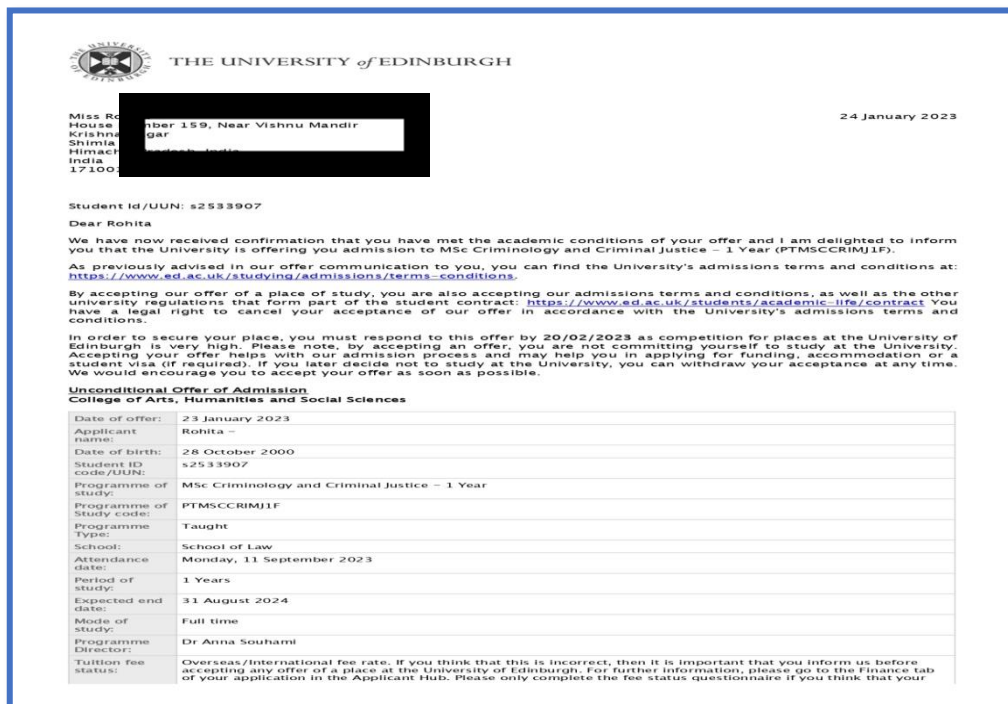 THE UNIVERSITY of EDINBURGH
Miss
24 January 2023
House mber 159, Near Vishnu Mandir
Krishna gar
Shimla
Himach
India
Student Id/UUN: s2533907
Dear Rohita
We have now received confirmation that you have met the academic conditions of your offer and I am delighted to inform
you that the University is offering you admission to MSc Criminology and Criminal Justice – 1 Year (PTMSCCRIMJ1F).
As previously advised in our offer communication to you, you can find the University's admissions terms and conditions at:
https://www.ed.ac.uk/studying/admissions/terms-conditions.
By accepting our offer of a place of study, you are also accepting our admissions terms and conditions, as well as the other
university regulations that form part of the student contract: https://www.ed.ac.uk/students/academic-life/contract You
have a legal right to cancel your acceptance of our offer in accordance with the University's admissions terms and
conditions.
In order to secure your place, you must respond to this offer by 20/02/2023 as competition for places at the University of
Edinburgh is very high. Please note, by accepting an offer, you are not committing yourself to study at the University.
Accepting your offer helps with our admission process and may help you in applying for funding, accommodation or a
student visa (if required). If you later decide not to study at the University, you can withdraw your acceptance at any time.
We would encourage you to accept your offer as soon as possible.
Unconditional Offer of Admission
College of Arts, Humanities and Social Sciences
Date of offer: 23 January 2023
Applicant Rohita –
name:
Date of birth: 28 October 2000
Student ID s2533907
code/UUN:
Programme of MSc Criminology and Criminal Justice – 1 Year
study:
Programme of PTMSCCRIMJ1F
Study code:
Programme Taught
Type:
School: School of Law
Attendance Monday, 11 September 2023
date:
Period of 1 Years
study:
Expected end 31 August 2024
date:
Mode of Full time
study:
Programme Dr Anna Souhami
Director:
Tuition fee Overseas/International fee rate. If you think that this is incorrect, then it is important that you inform us before
status: accepting any offer of a place at the University of Edinburgh. For further information, please go to the Finance tab
of your application in the Applicant Hub. Please only complete the fee status questionnaire if you think that your